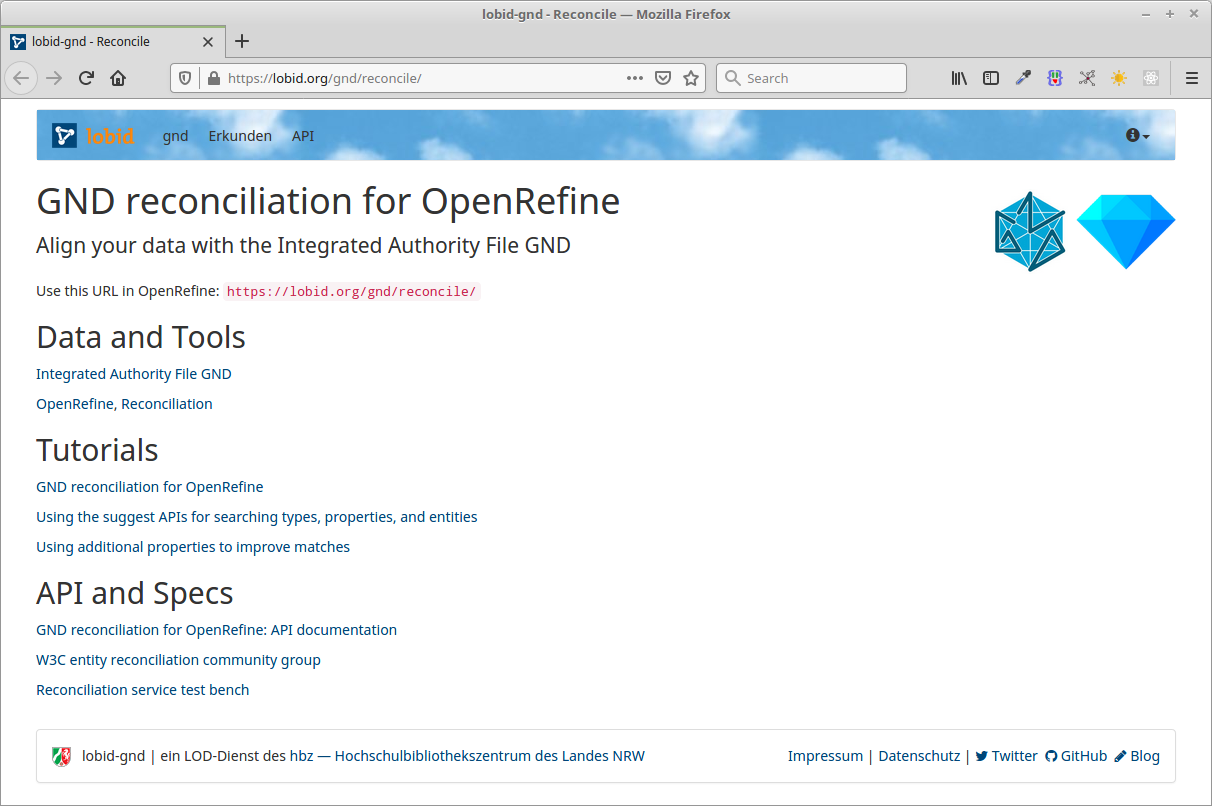 lobid-gnd - Reconcile — Mozilla Firefox
lobid-gnd - Reconcile
https://lobid.org/gnd/reconcile/
Search
lobid gnd Erkunden API
GND reconciliation for OpenRefine
Align your data with the Integrated Authority File GND
Use this URL in OpenRefine: https://lobid.org/gnd/reconcile/
Data and Tools
Integrated Authority File GND
OpenRefine, Reconciliation
Tutorials
GND reconciliation for OpenRefine
Using the suggest APIs for searching types, properties, and entities
Using additional properties to improve matches
API and Specs
GND reconciliation for OpenRefine: API documentation
W3C entity reconciliation community group
Reconciliation service test bench
lobid-gnd | ein LOD-Dienst des hbz — Hochschulbibliothekszentrum des Landes NRW
Impressum | Datenschutz | Twitter GitHub Blog